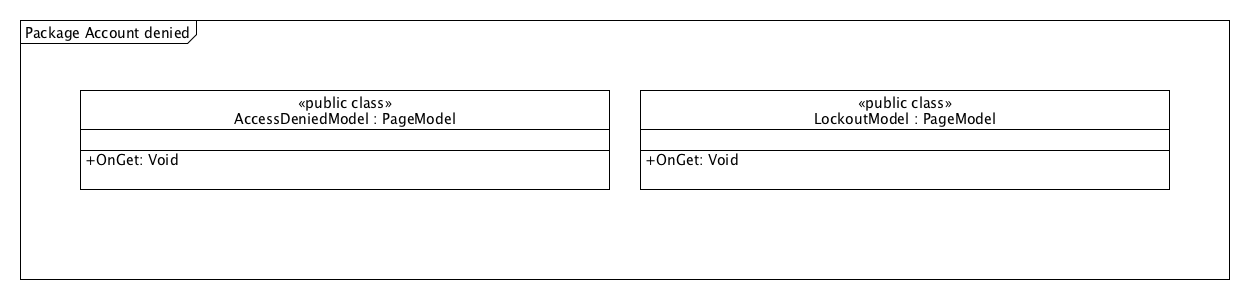 Package Account denied
«public class»
AccessDeniedModel : PageModel
+OnGet: Void
«public class»
LockoutModel : PageModel
+OnGet: Void